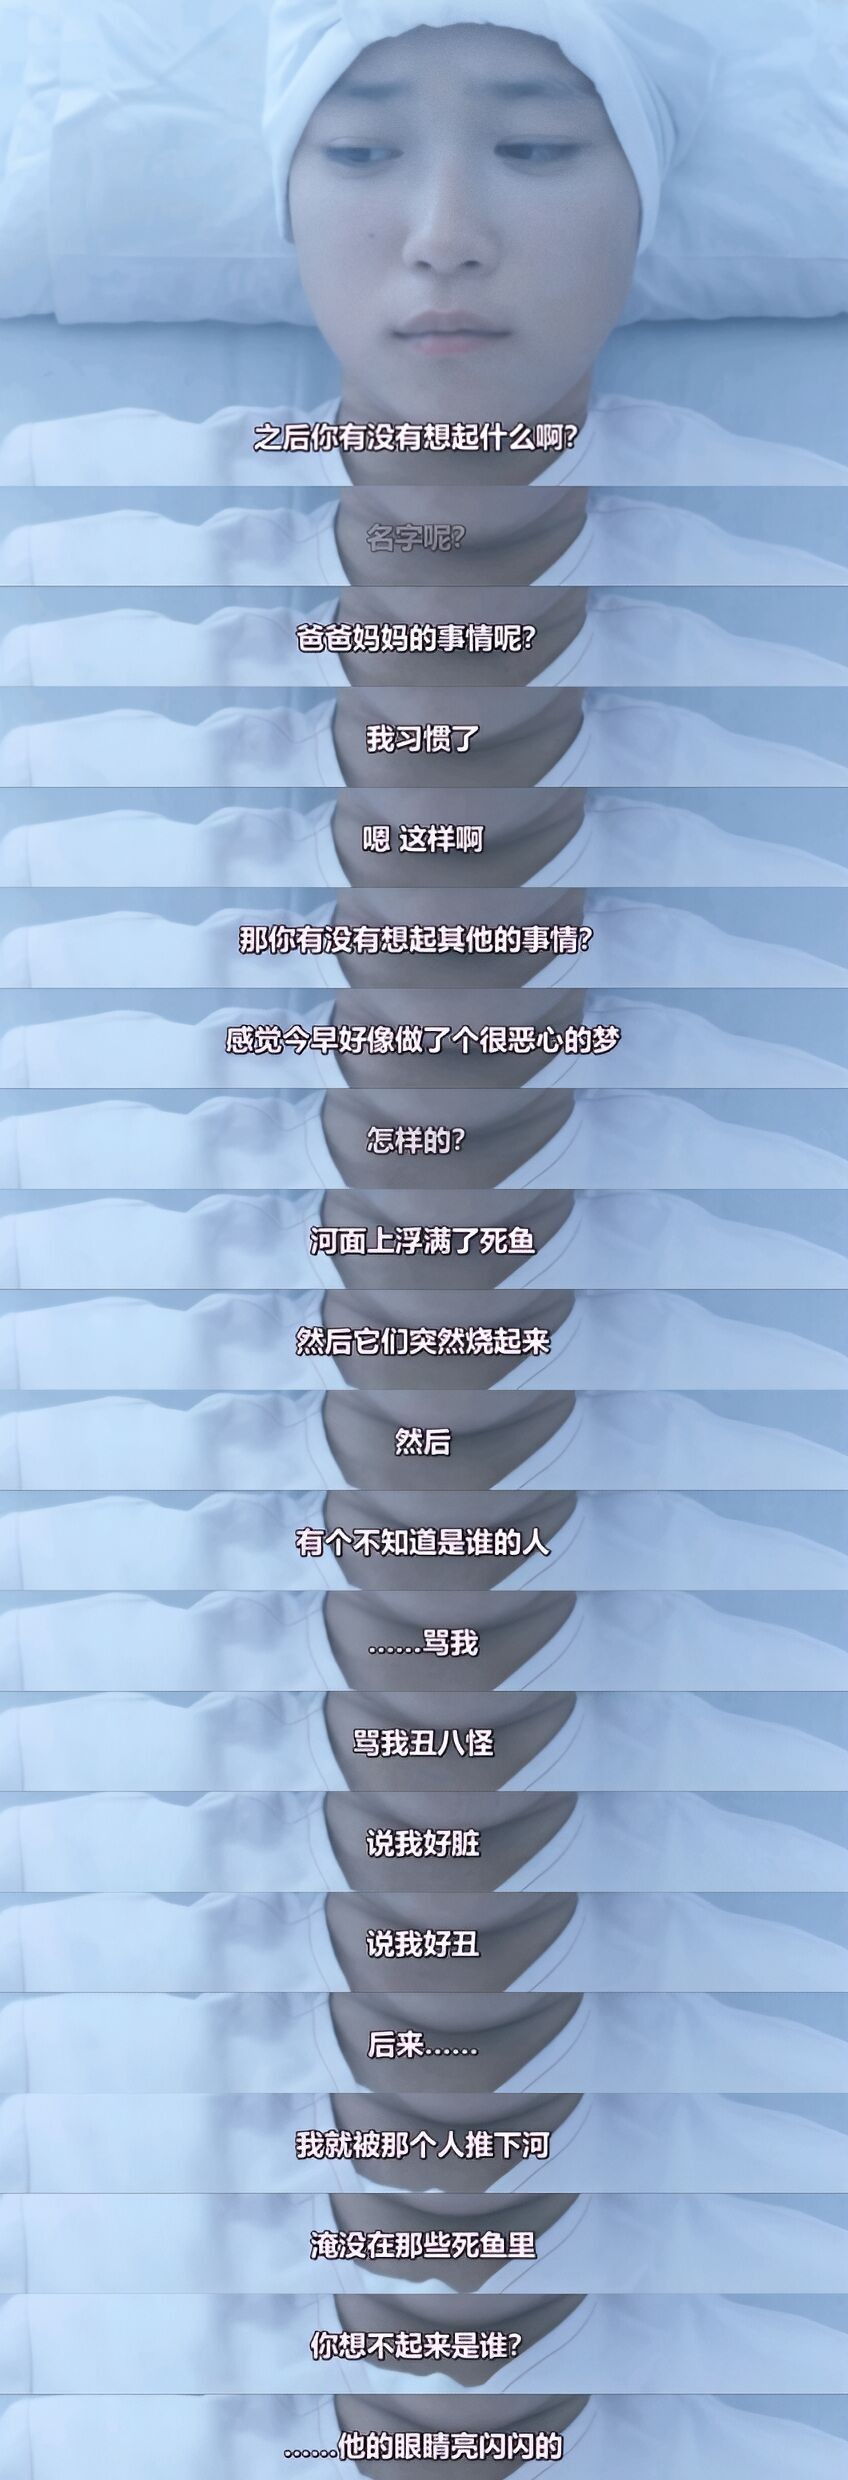 之后你有没有想起什么啊?
名字呢?
爸爸妈妈的事情呢?
我习惯了
嗯 这样啊
那你有没有想起其他的事情?
感觉今早好像做了个很恶心的梦
怎样的?
河面上浮满了死鱼
然后它们突然烧起来
然后
有个不知道是谁的人
……骂我
骂我丑八怪
说我好脏
说我好丑
后来……
我就被那个人推下河
淹没在那些死鱼里
你想不起来是谁?
……他的眼睛亮闪闪的